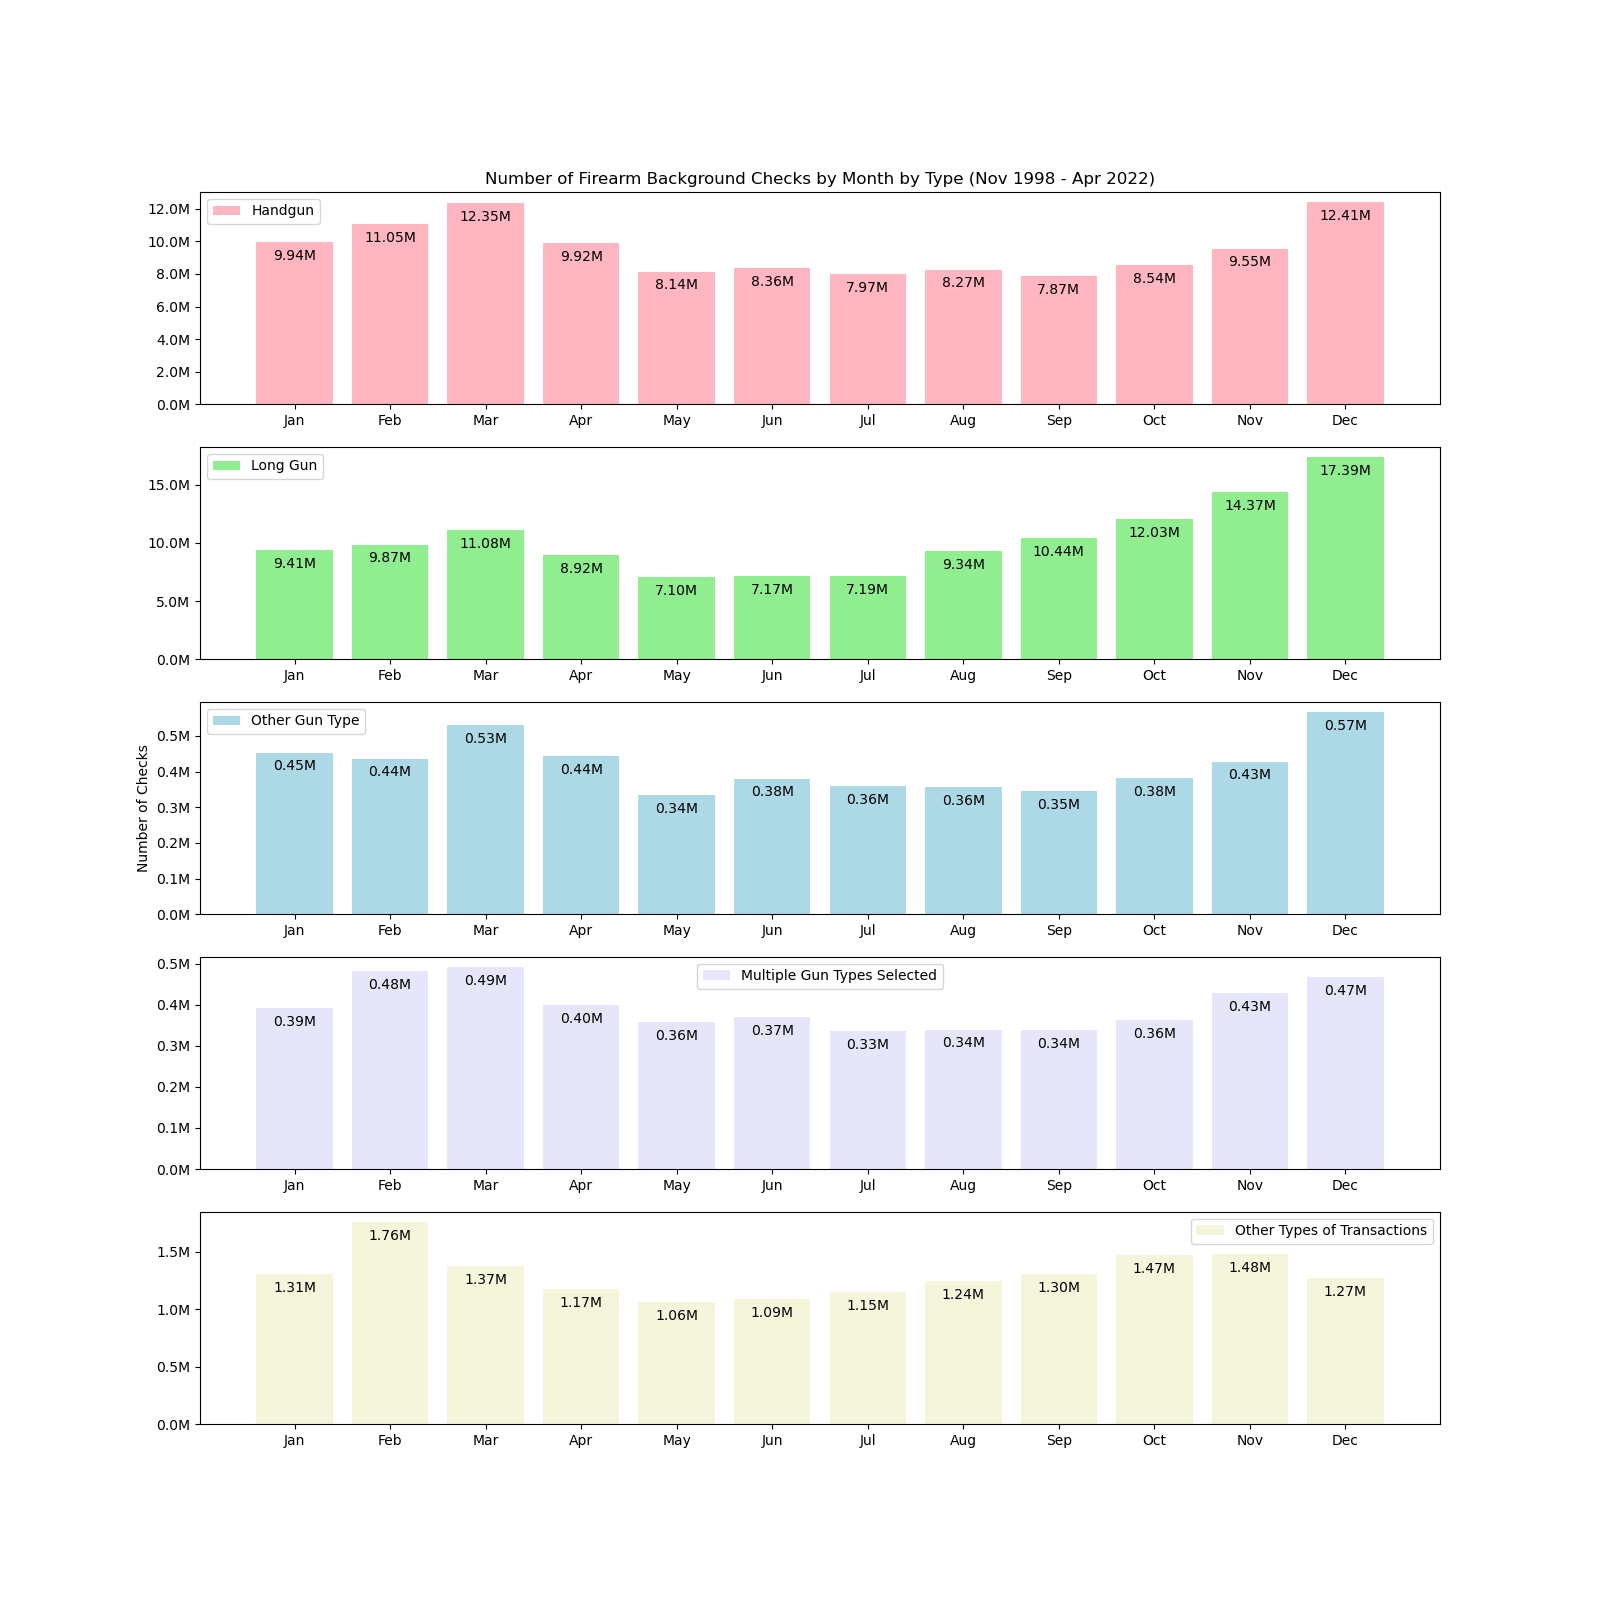 Number of Firearm Background Checks by Month by Type (Nov 1998 - Apr 2022)
Handgun
12.0M
10.0M
8.0M
6.0M
4.0M
2.0M
0.0M
9.94M 11.05M 12.35M 9.92M 8.14M 8.36M 7.97M 8.27M 7.87M 8.54M 9.55M 12.41M
Jan Feb Mar Apr May Jun Jul Aug Sep Oct Nov Dec
Long Gun
15.0M
10.0M
5.0M
0.0M
9.41M 9.87M 11.08M 8.92M 7.10M 7.17M 7.19M 9.34M 10.44M 12.03M 14.37M 17.39M
Jan Feb Mar Apr May Jun Jul Aug Sep Oct Nov Dec
Number of Checks
Other Gun Type
0.5M
0.4M
0.3M
0.2M
0.1M
0.0M
0.45M 0.44M 0.53M 0.44M 0.34M 0.38M 0.36M 0.36M 0.35M 0.38M 0.43M 0.57M
Jan Feb Mar Apr May Jun Jul Aug Sep Oct Nov Dec
Multiple Gun Types Selected
0.5M
0.4M
0.3M
0.2M
0.1M
0.0M
0.39M 0.48M 0.49M 0.40M 0.36M 0.37M 0.33M 0.34M 0.34M 0.36M 0.43M 0.47M
Jan Feb Mar Apr May Jun Jul Aug Sep Oct Nov Dec
Other Types of Transactions
1.5M
1.0M
0.5M
0.0M
1.31M 1.76M 1.37M 1.17M 1.06M 1.09M 1.15M 1.24M 1.30M 1.47M 1.48M 1.27M
Jan Feb Mar Apr May Jun Jul Aug Sep Oct Nov Dec